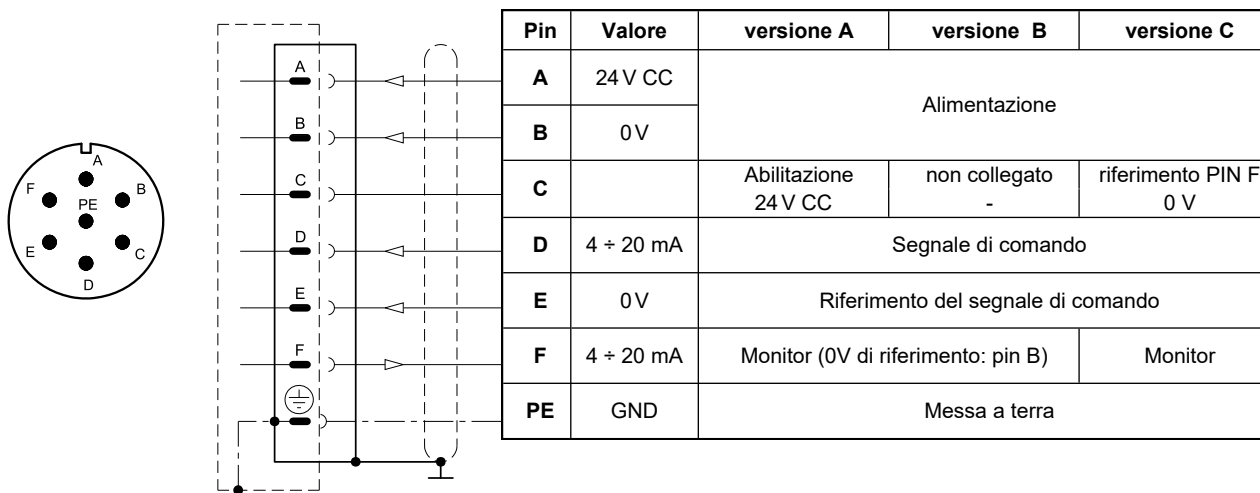 A
F
B
PE
E
C
D
A
B
C
D
E
F
Pin Valore versione A versione B versione C
A 24 V CC
Alimentazione
B 0 V
C Abilitazione non collegato riferimento PIN F
24 V CC - 0 V
D 4 ÷ 20 mA Segnale di comando
E 0 V Riferimento del segnale di comando
F 4 ÷ 20 mA Monitor (0V di riferimento: pin B) Monitor
PE GND Messa a terra